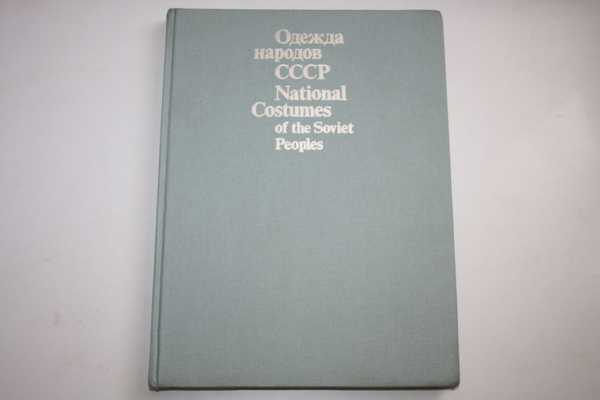 Одежда
народов
СССР
National
Costumes
of the Soviet
Peoples